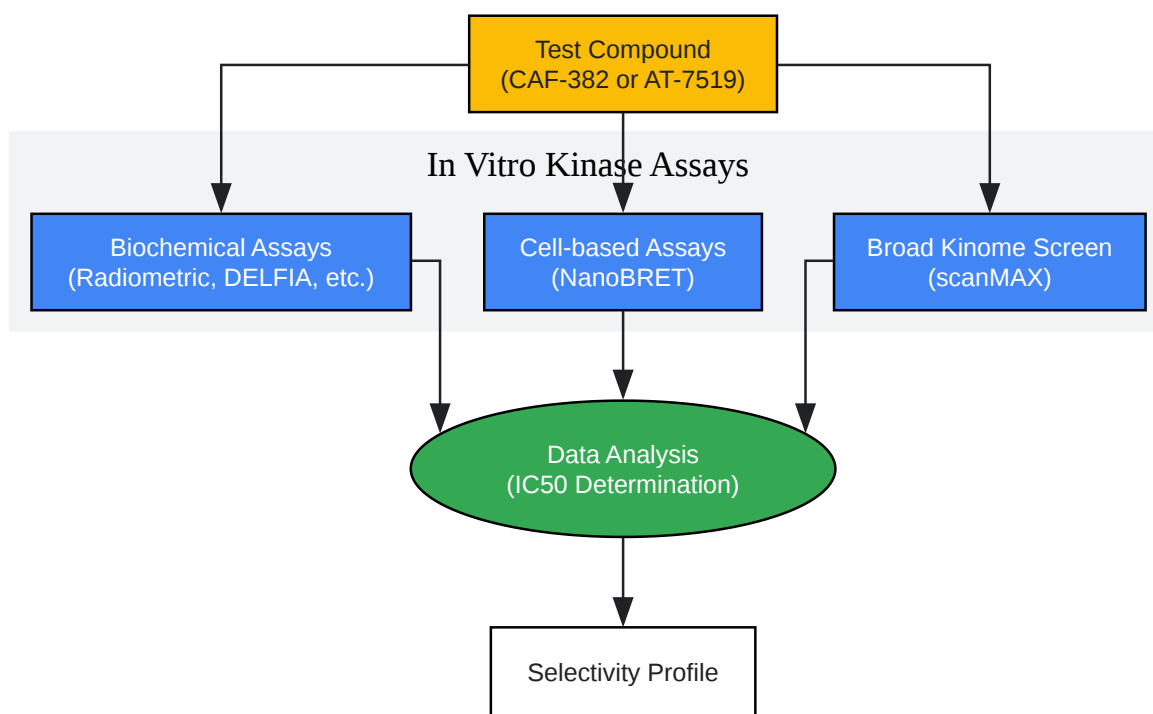 Test Compound
(CAF-382 or AT-7519)
In Vitro Kinase Assays
Biochemical Assays
(Radiometric, DELFIA, etc.)
Cell-based Assays
(NanoBRET)
Broad Kinome Screen
(scanMAX)
Data Analysis
(IC50 Determination)
Selectivity Profile